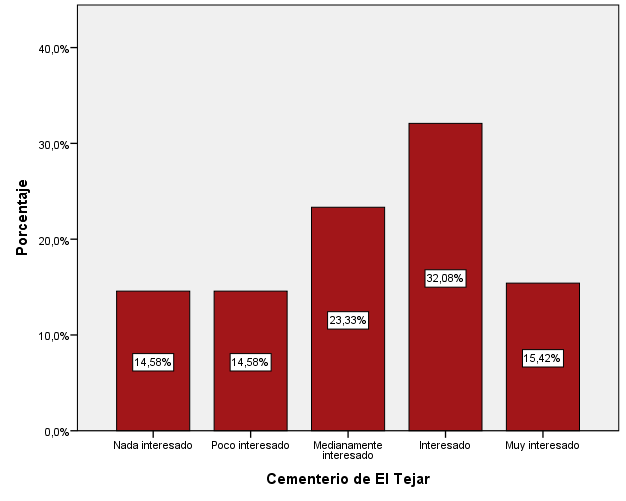 40,0%
30,0%
20,0%
10,0%
0,0%
Porcentaje
14,58%
14,58%
23,33%
32,08%
15,42%
Nada interesado
Poco interesado
Medianamente
interesado
Interesado
Muy interesado
Cementerio de El Tejar